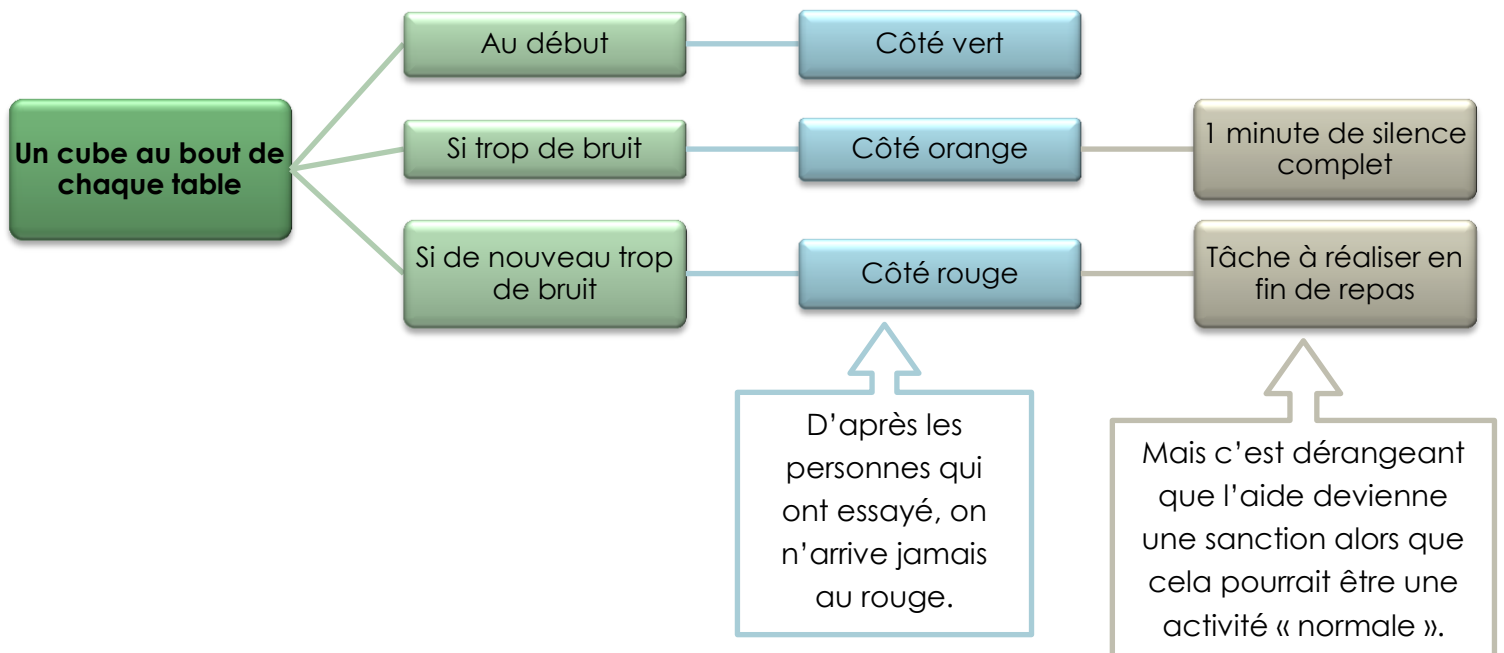 Un cube au bout de
chaque table
Au début
Côté vert
Si trop de bruit
Côté orange
1 minute de silence
complet
Si de nouveau trop
de bruit
Côté rouge
Tâche à réaliser en
fin de repas
D’après les
personnes qui
ont essayé, on
n’arrive jamais
au rouge.
Mais c’est dérangeant
que l’aide devienne
une sanction alors que
cela pourrait être une
activité « normale ».